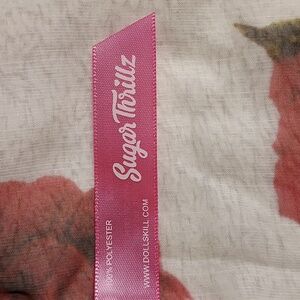 Sugar Thrillz
100% POLYESTER
WWW.DOLLSKILL.COM